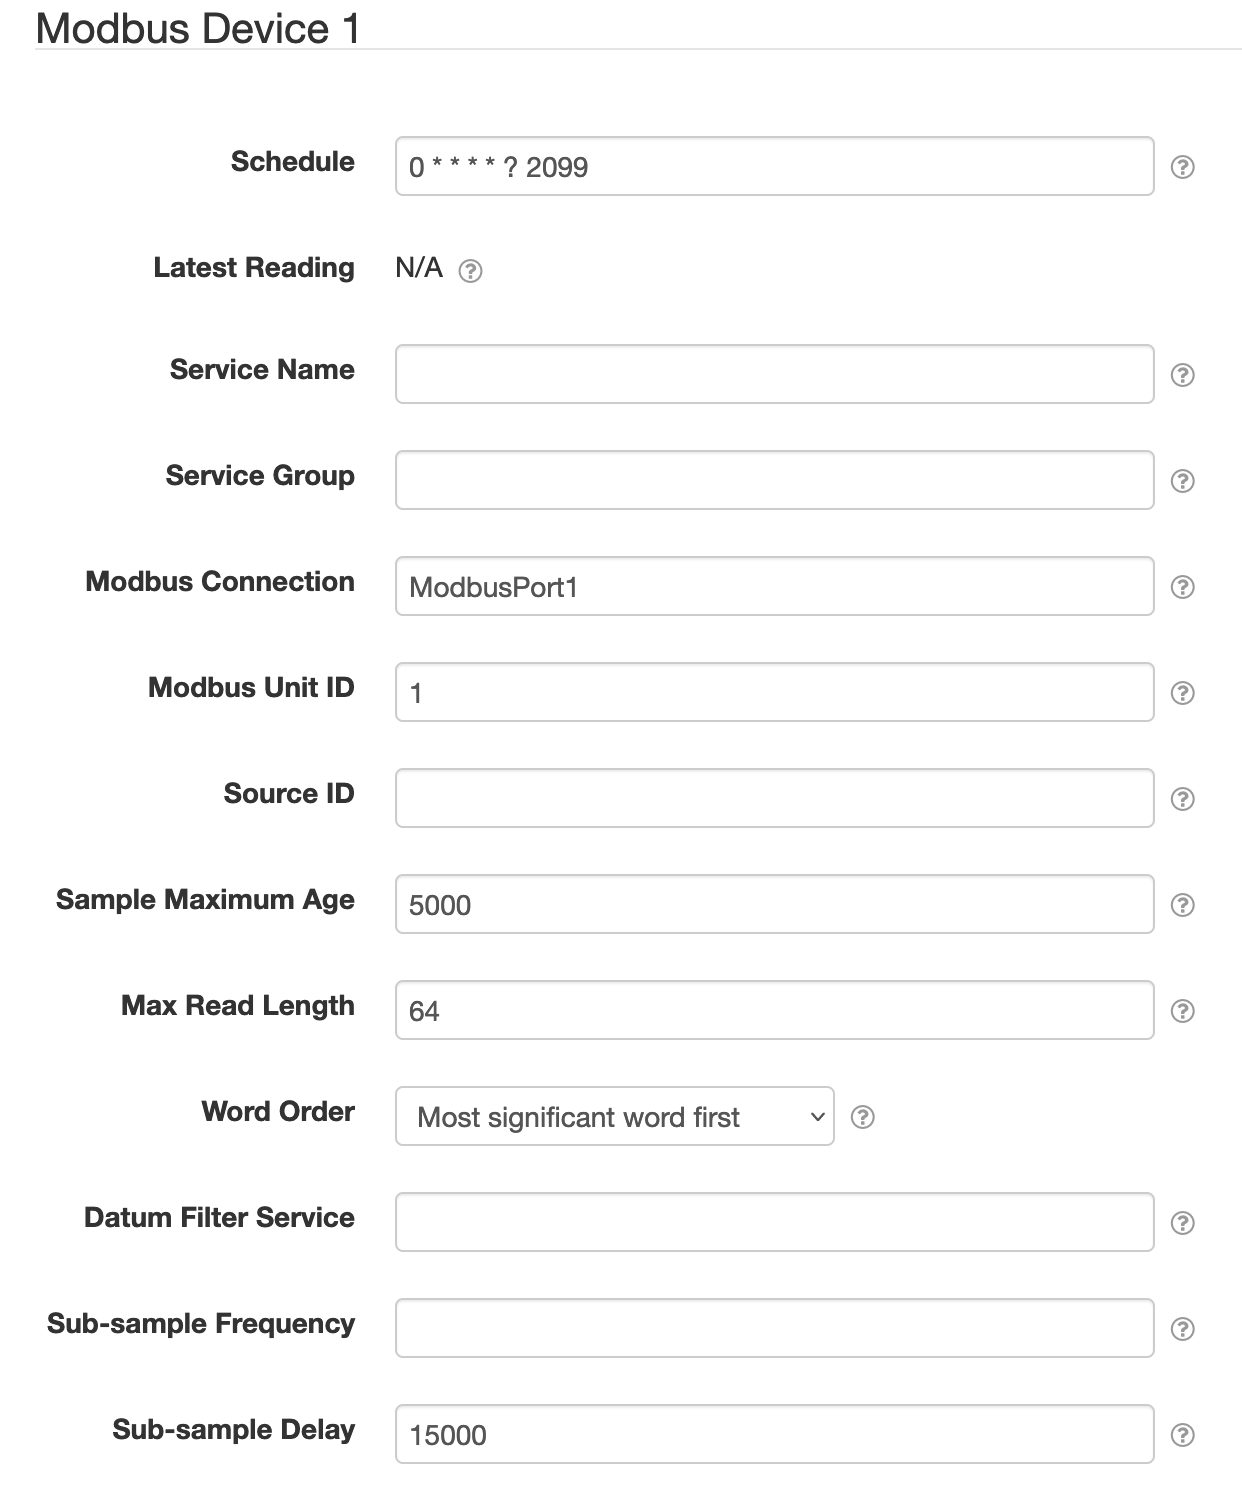 Modbus Device 1
Schedule 0 * * * * ? 2099
Latest Reading N/A
Service Name
Service Group
Modbus Connection ModbusPort1
Modbus Unit ID 1
Source ID
Sample Maximum Age 5000
Max Read Length 64
Word Order Most significant word first
Datum Filter Service
Sub-sample Frequency
Sub-sample Delay 15000